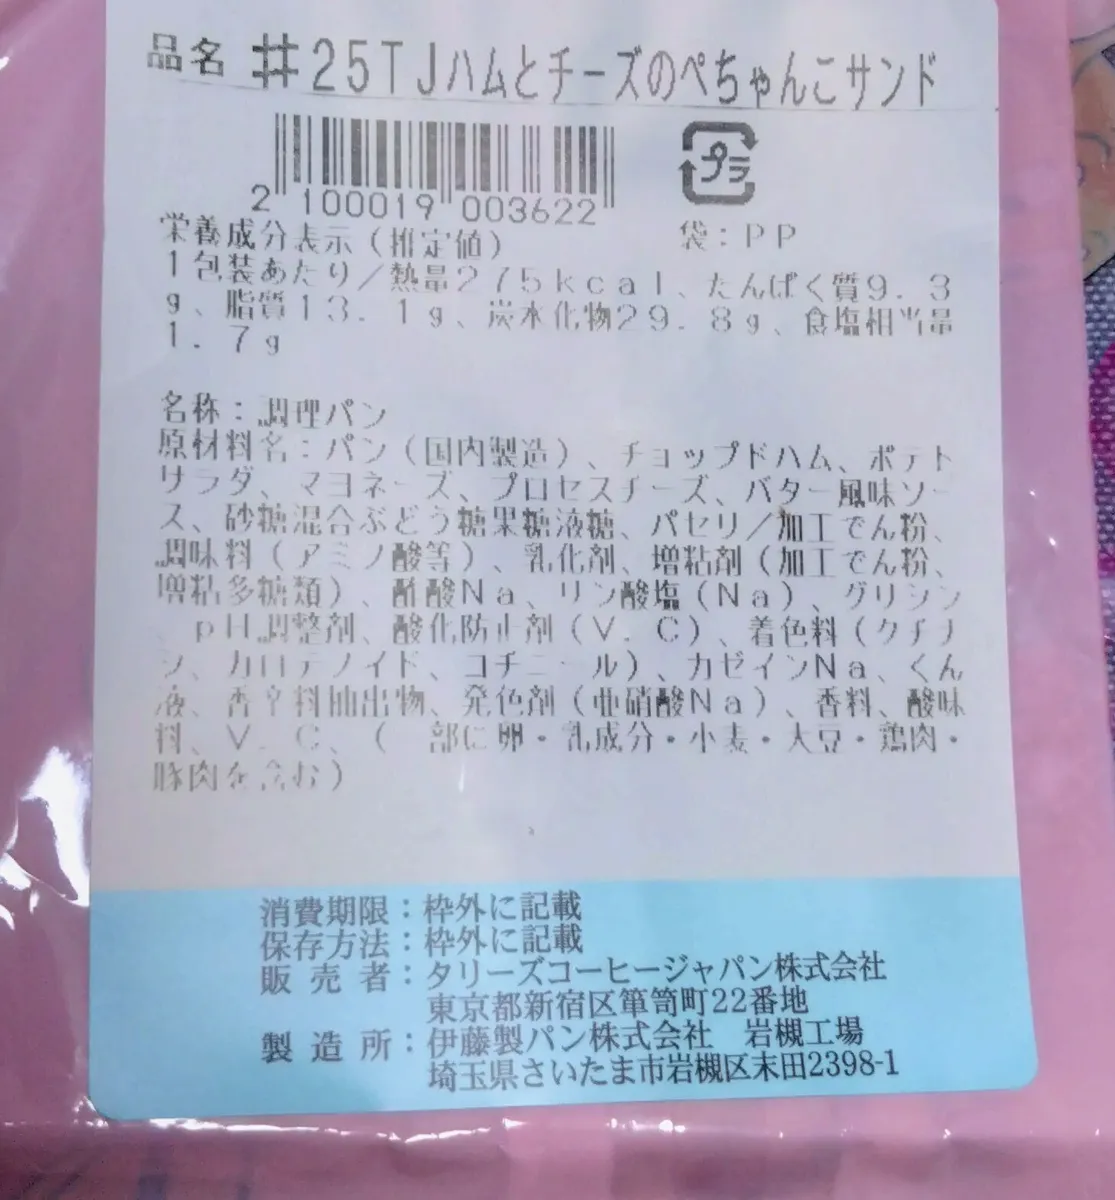 品名 #25TJハムとチーズのぺちゃんこサンド
2 100019 003622
プラ
袋:PP
栄養成分表示(推定値)
1包装あたり/熱量275kcal、たんぱく質9.3
g、脂質13.1g、炭水化物29.8g、食塩相当量
1.7g
名称:調理パン
原材料名:パン(国内製造)、チョップドハム、ポテト
サラダ、マヨネーズ、プロセスチーズ、バター風味ソー
ス、砂糖混合ぶどう糖果糖液糖、パセリ/加工でん粉、
調味料(アミノ酸等)、乳化剤、増粘剤(加工でん粉、
増粘多糖類)、酢酸Na、リン酸塩(Na)、グリシン
、pH調整剤、酸化防止剤(V.C)、着色料(クチナ
シ、カロテノイド、コチニール)、カゼインNa、くん
液、香辛料抽出物、発色剤(亜硝酸Na)、香料、酸味
料、V.C、(一部に卵・乳成分・小麦・大豆・鶏肉・
豚肉を含む)
消費期限:枠外に記載
保存方法:枠外に記載
販売者:タリーズコーヒージャパン株式会社
東京都新宿区箪笥町22番地
製造所:伊藤製パン株式会社 岩槻工場
埼玉県さいたま市岩槻区末田2398-1